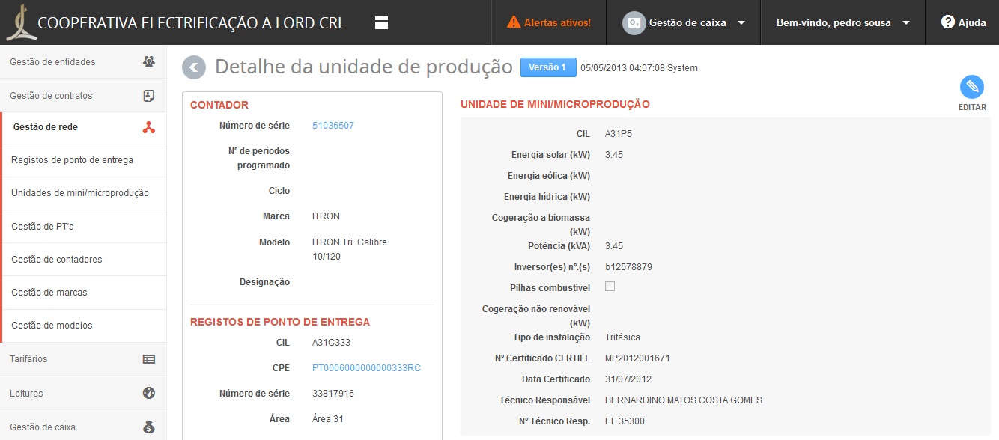 COOPERATIVA ELECTRIFICAÇÃO A LORD CRL
Alertas ativos!
Gestão de caixa
Bem-vindo, pedro sousa
Ajuda
Gestão de entidades
Gestão de contratos
Gestão de rede
Registos de ponto de entrega
Unidades de mini/microprodução
Gestão de PT's
Gestão de contadores
Gestão de marcas
Gestão de modelos
Tarifários
Leituras
Gestão de caixa
Detalhe da unidade de produção Versão 1 05/05/2013 04:07:08 System
EDITAR
CONTADOR
Número de série 51036507
Nº de períodos
programado
Ciclo
Marca ITRON
Modelo ITRON Tri. Calibre
10/120
Designação
REGISTOS DE PONTO DE ENTREGA
CIL A31C333
CPE PT0006000000000333RC
Número de série 33817916
Área Área 31
UNIDADE DE MINI/MICROPRODUÇÃO
CIL A31P5
Energia solar (kW) 3.45
Energia eólica (kW)
Energia hídrica (kW)
Cogeração a biomassa
(kW)
Potência (kVA) 3.45
Inversor(es) nº.(s) b12578879
Pilhas combustível
Cogeração não renovável
(kW)
Tipo de instalação Trifásica
Nº Certificado CERTIEL MP2012001671
Data Certificado 31/07/2012
Técnico Responsável BERNARDINO MATOS COSTA GOMES
Nº Técnico Resp. EF 35300